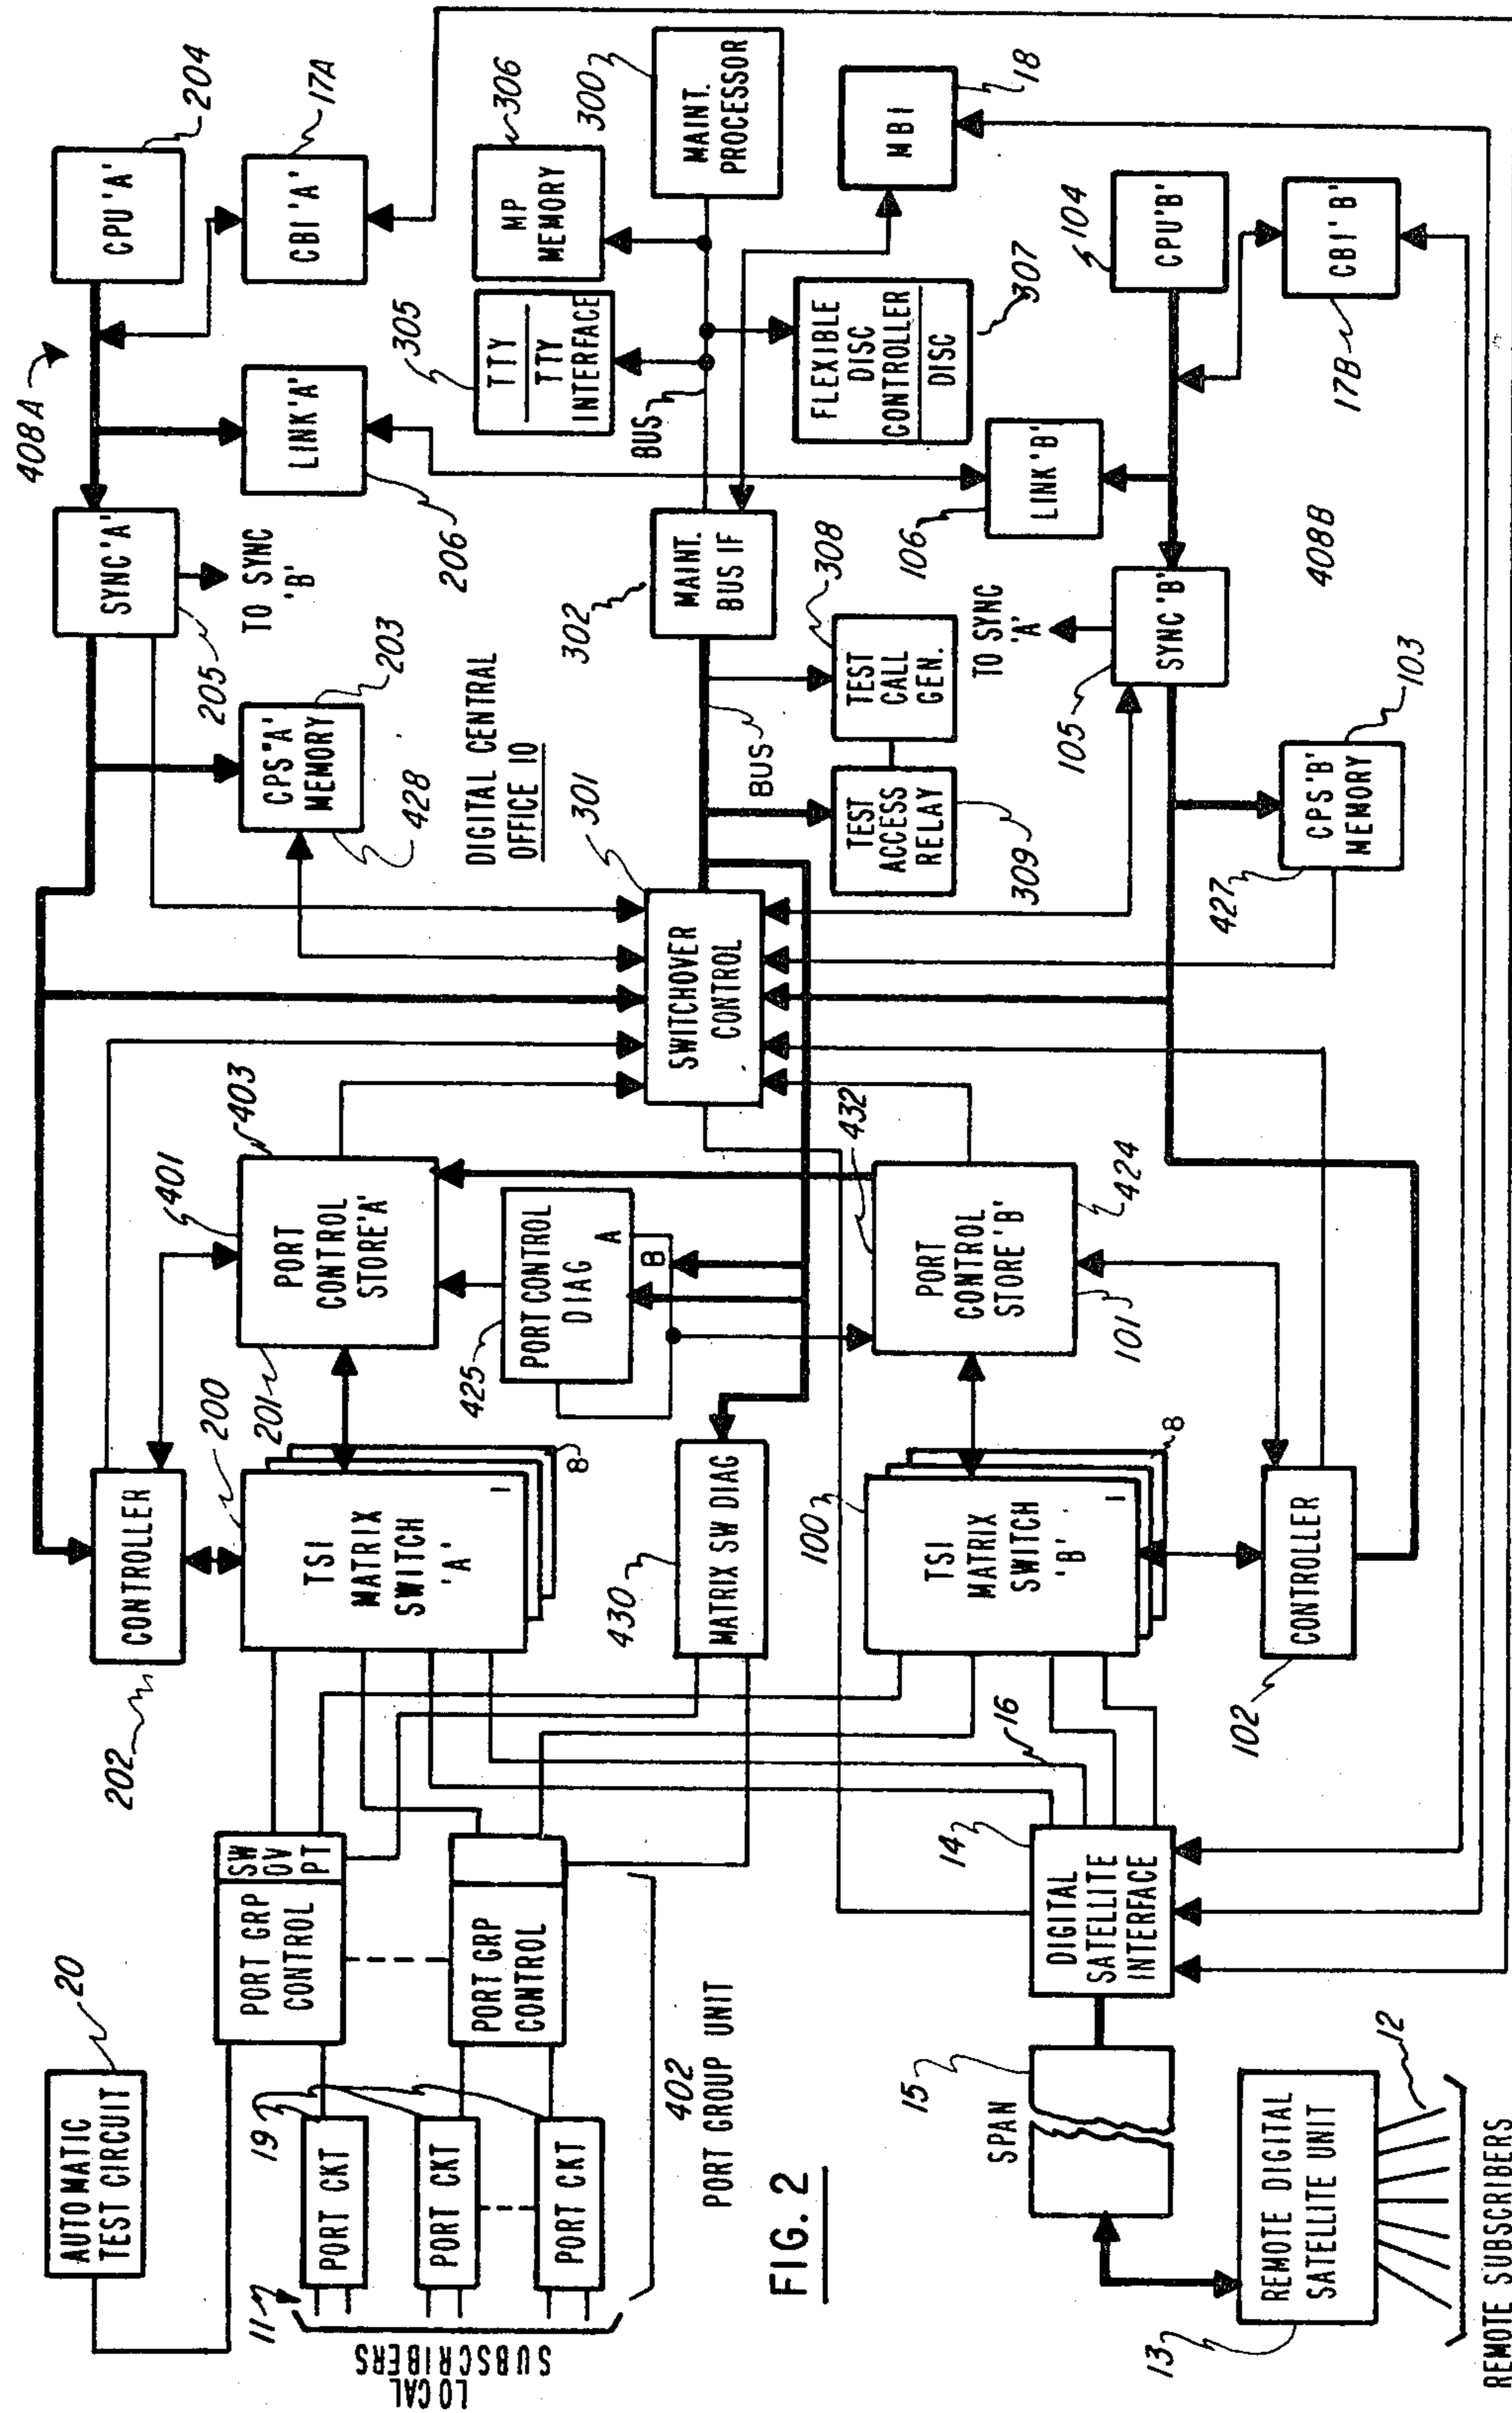 AUTOMATIC
TEST CIRCUIT
20
11
LOCAL
SUBSCRIBERS
PORT CKT
PORT CKT
PORT CKT
19
PORT GRP
CONTROL
SW
OV
PT
PORT GRP
CONTROL
402
PORT GROUP UNIT
FIG. 2
202
CONTROLLER
200
TSI
MATRIX
SWITCH
'A'
1
8
401
403
PORT
CONTROL
STORE'A'
201
425
PORT CONTROL
DIAG
A
B
430
MATRIX SW DIAG
408A
SYNC'A'
205
TO SYNC
'B'
CPS'A'
MEMORY
203
428
CPU'A'
204
LINK'A'
206
CBI'A'
17A
DIGITAL CENTRAL
OFFICE 10
301
SWITCHOVER
CONTROL
302
MAINT.
BUS IF
BUS
BUS
305
TTY
TTY
INTERFACE
MP
MEMORY
306
300
MAINT.
PROCESSOR
FLEXIBLE
DISC
CONTROLLER
DISC
307
MBI
18
308
TEST
CALL
GEN.
TEST
ACCESS
RELAY
309
TO SYNC
'A'
105
SYNC'B'
106
LINK'B'
104
CPU'B'
CBI'B'
17B
408B
CPS'B'
MEMORY
103
427
432
PORT
CONTROL
STORE'B'
424
101
100
TSI
MATRIX
SWITCH
'B'
1
8
CONTROLLER
102
16
14
DIGITAL
SATELLITE
INTERFACE
15
SPAN
REMOTE DIGITAL
SATELLITE UNIT
13
12
REMOTE SUBSCRIBERS